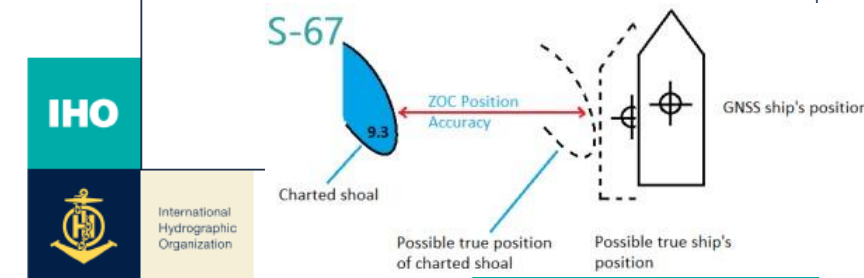 S-67
IHO
ZOC Position
Accuracy
GNSS ship's position
9.3
Charted shoal
International
Hydrographic
Organization
Possible true position
of charted shoal
Possible true ship's
position